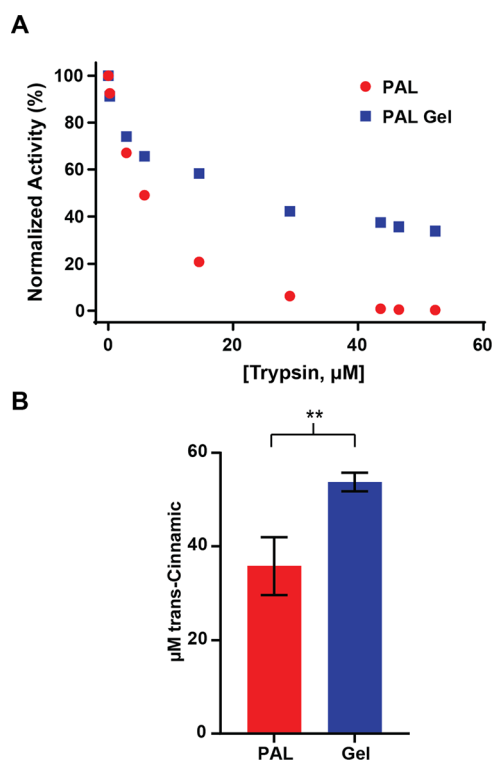 A
Normalized Activity (%)
100
80
60
40
20
0
PAL
PAL Gel
0 20 40 60
[Trypsin, μM]
B
**
μM trans-Cinnamic
60
40
20
0
PAL Gel